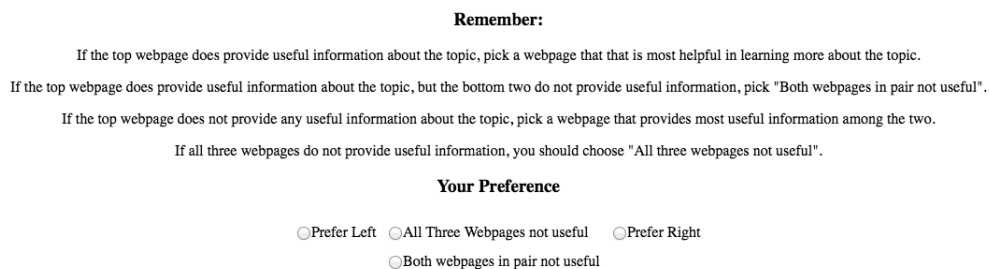 Remember:
If the top webpage does provide useful information about the topic, pick a webpage that that is most helpful in learning more about the topic.
If the top webpage does provide useful information about the topic, but the bottom two do not provide useful information, pick "Both webpages in pair not useful".
If the top webpage does not provide any useful information about the topic, pick a webpage that provides most useful information among the two.
If all three webpages do not provide useful information, you should choose "All three webpages not useful".
Your Preference
Prefer Left All Three Webpages not useful Prefer Right
Both webpages in pair not useful